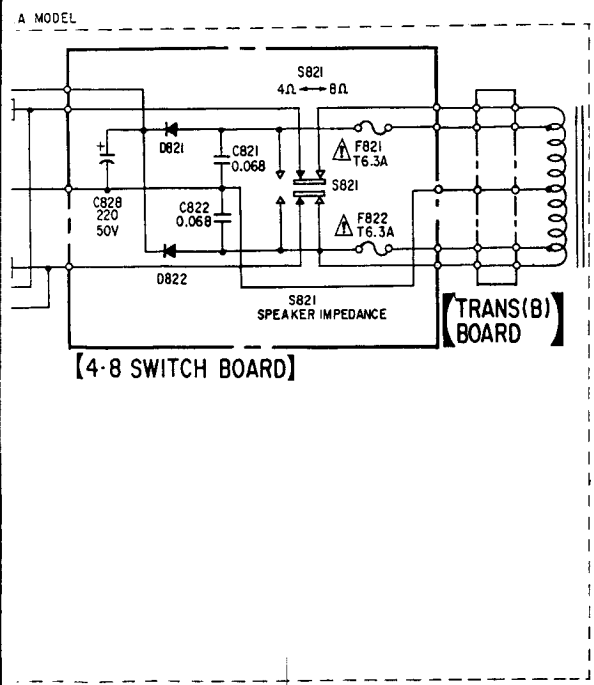 A MODEL
S821
4Ω ↔ 8Ω
D821
C821
0.068
S821
⚠ F821
T6.3A
+
C828
220
50V
C822
0.068
⚠ F822
T6.3A
D822
S821
SPEAKER IMPEDANCE
【TRANS(B)
BOARD】
【4-8 SWITCH BOARD】